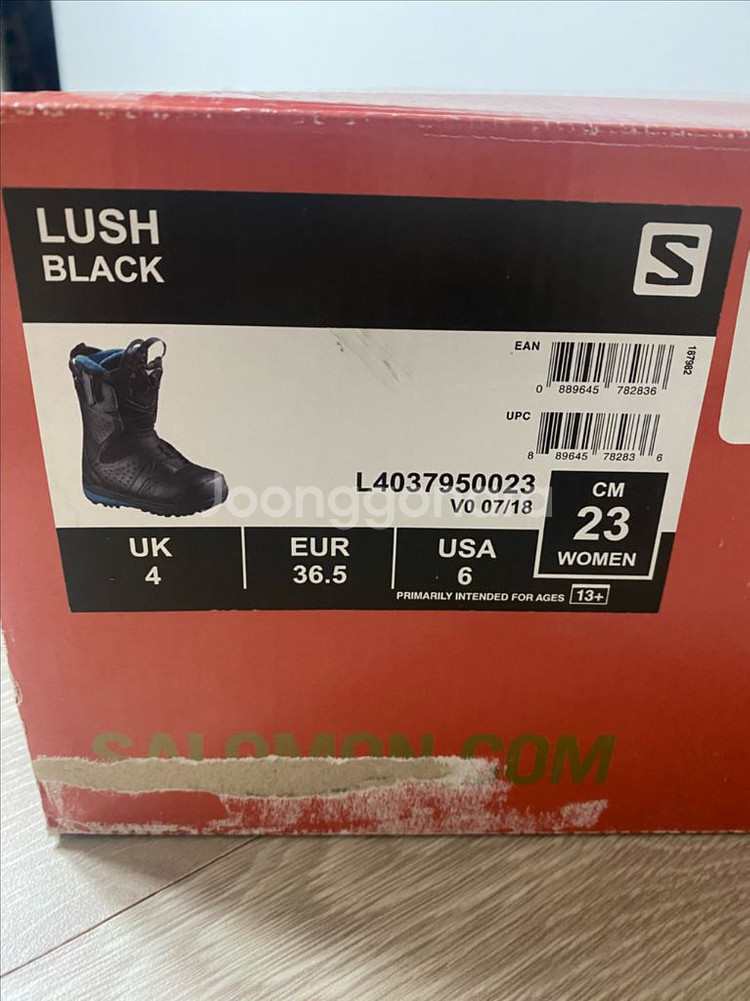 LUSH
BLACK
S
EAN
187982
0 889645 782836
UPC
8 89645 78283 6
L4037950023
V0 07/18
CM
23
WOMEN
UK
4
EUR
36.5
USA
6
PRIMARILY INTENDED FOR AGES 13+
Joonggonara
SALOMON.COM